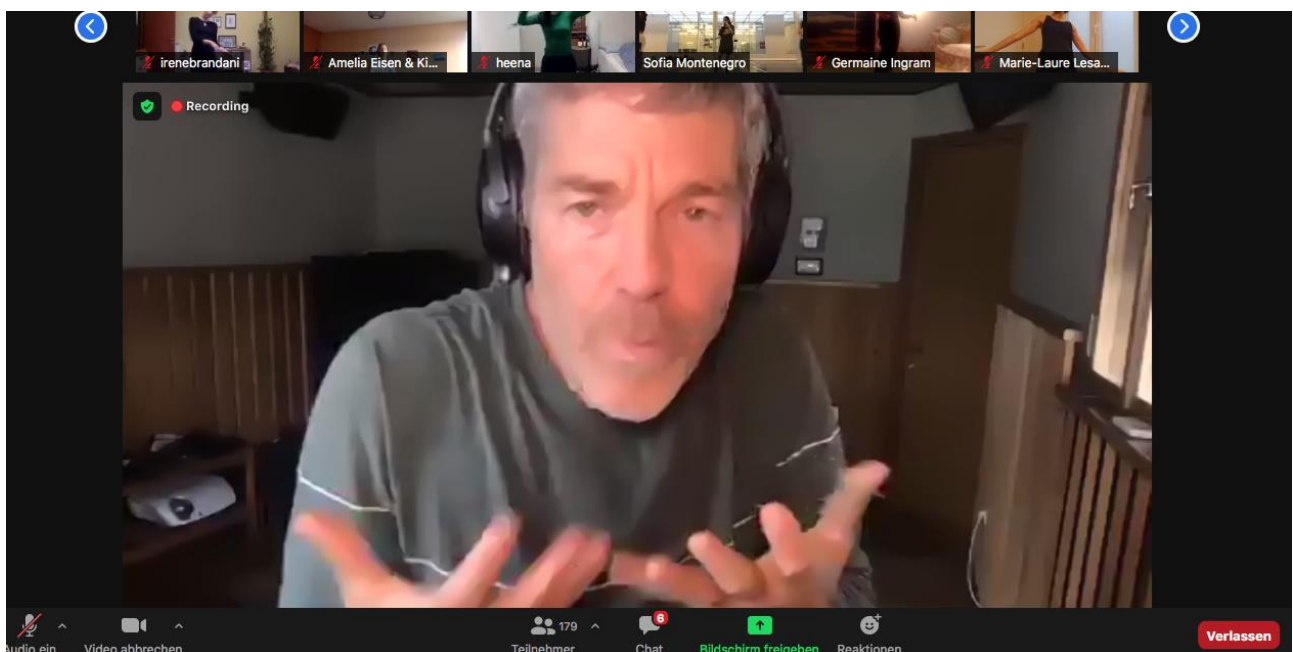 irenebrandani
Amelia Eisen & Ki...
heena
Sofia Montenegro
Germaine Ingram
Marie-Laure Lesa...
Recording
179
6
Audio ein
Video abbrechen
Teilnehmer
Chat
Bildschirm freigeben
Reaktionen
Verlassen